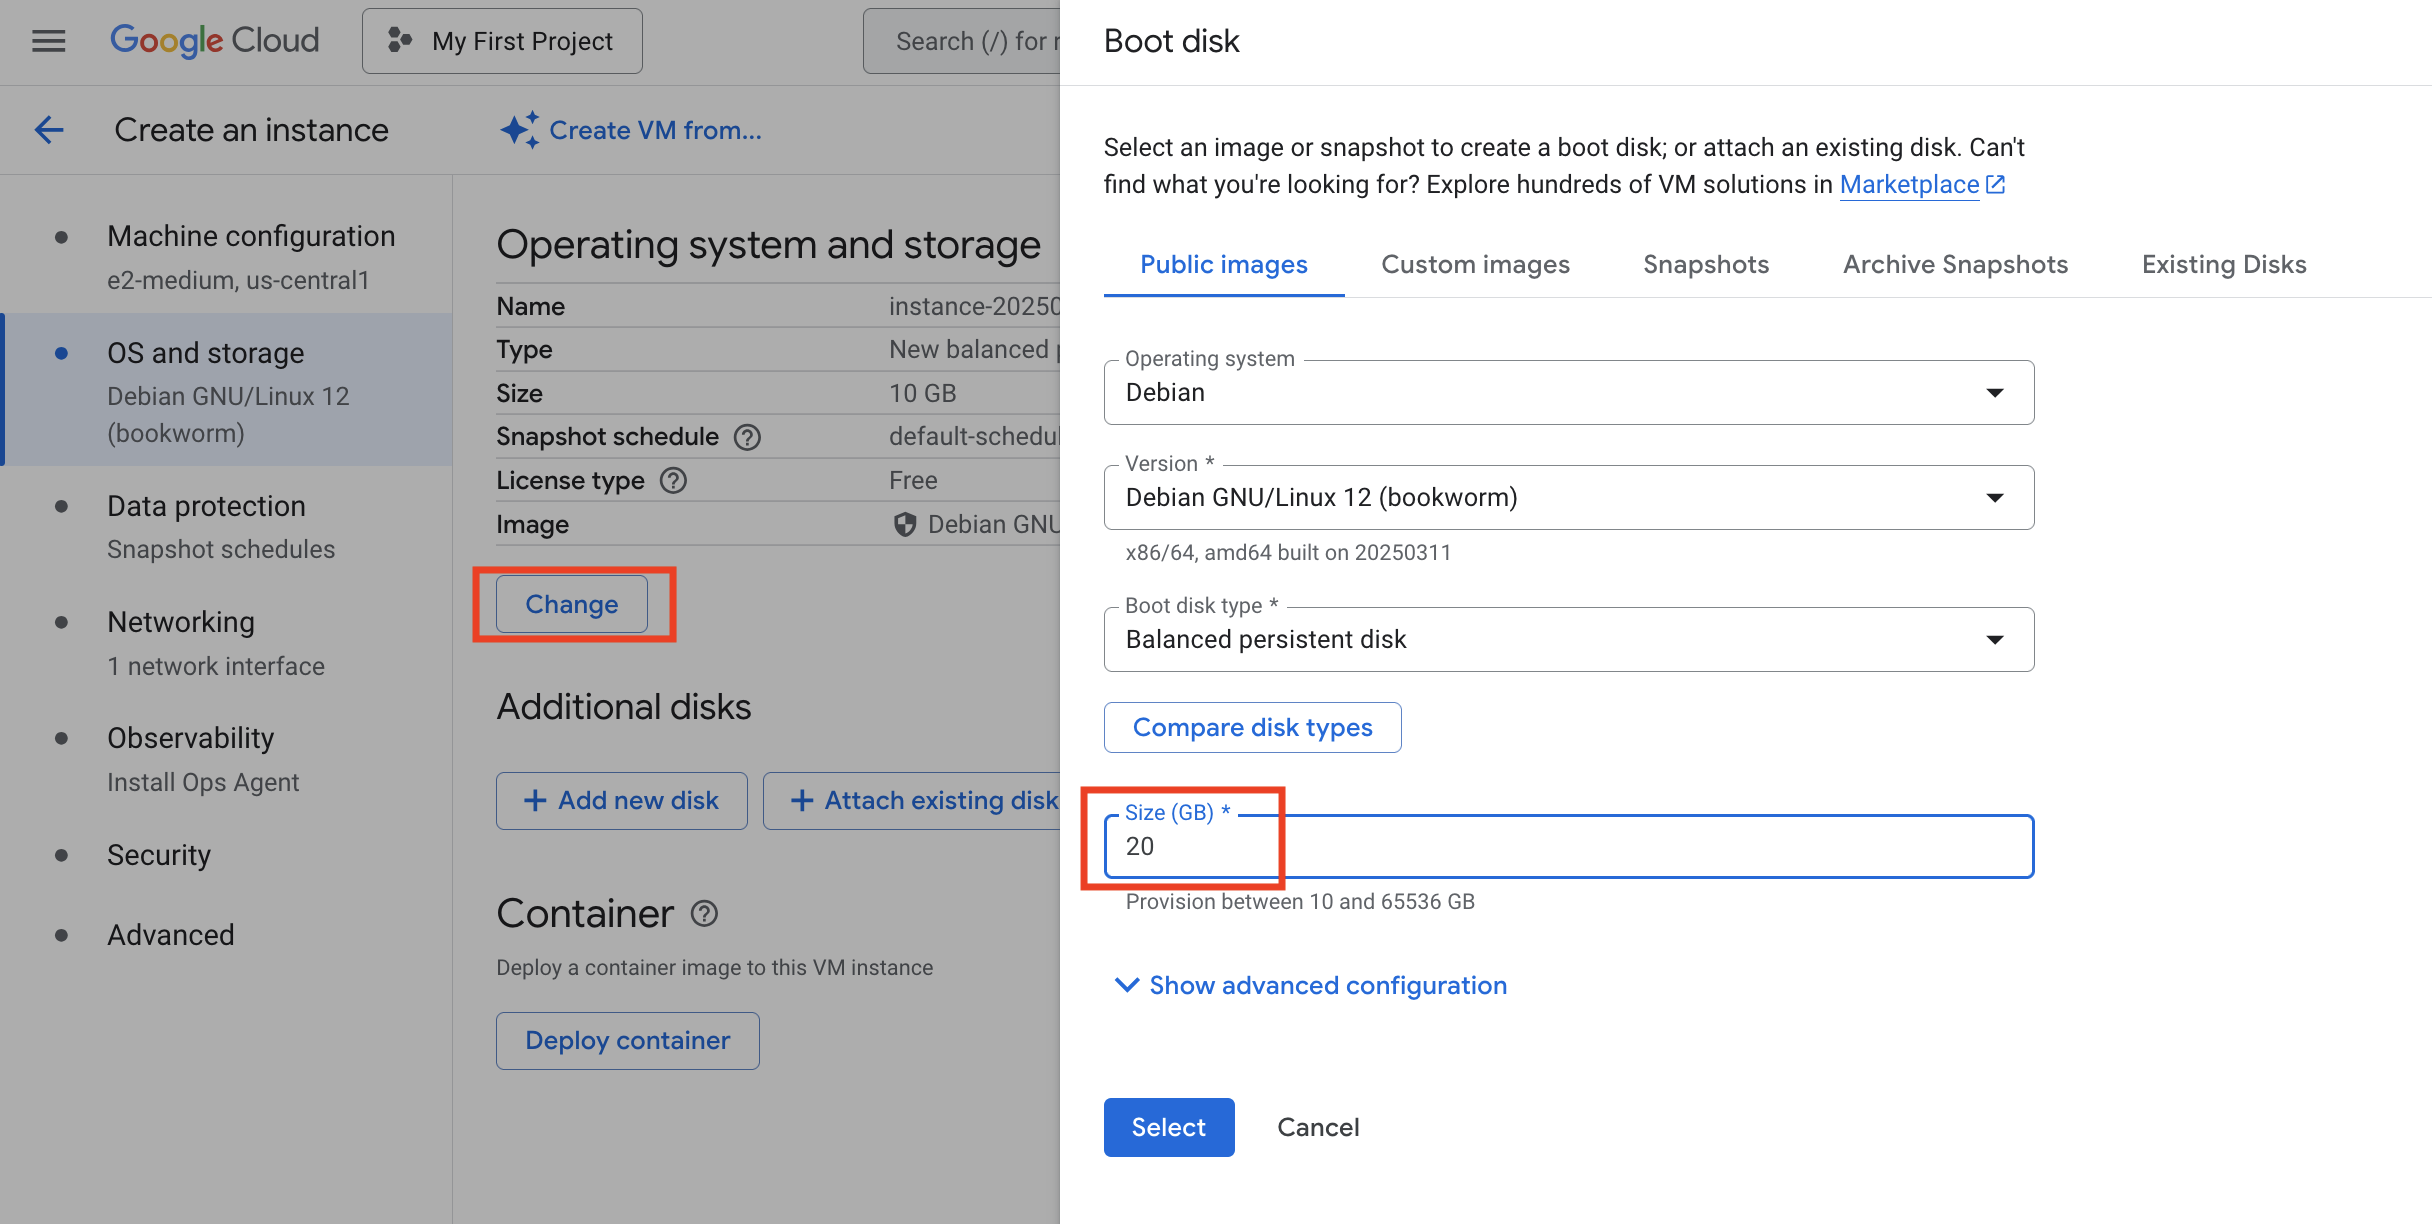 Google Cloud
My First Project
Search (/) for r
Create an instance
Create VM from...
Machine configuration
e2-medium, us-central1
OS and storage
Debian GNU/Linux 12
(bookworm)
Data protection
Snapshot schedules
Networking
1 network interface
Observability
Install Ops Agent
Security
Advanced
Operating system and storage
Name instance-20250
Type New balanced p
Size 10 GB
Snapshot schedule default-schedul
License type Free
Image Debian GNU
Change
Additional disks
Add new disk
Attach existing disk
Container
Deploy a container image to this VM instance
Deploy container
Boot disk
Select an image or snapshot to create a boot disk; or attach an existing disk. Can't
find what you're looking for? Explore hundreds of VM solutions in Marketplace
Public images Custom images Snapshots Archive Snapshots Existing Disks
Operating system
Debian
Version *
Debian GNU/Linux 12 (bookworm)
x86/64, amd64 built on 20250311
Boot disk type *
Balanced persistent disk
Compare disk types
Size (GB) *
20
Provision between 10 and 65536 GB
Show advanced configuration
Select
Cancel